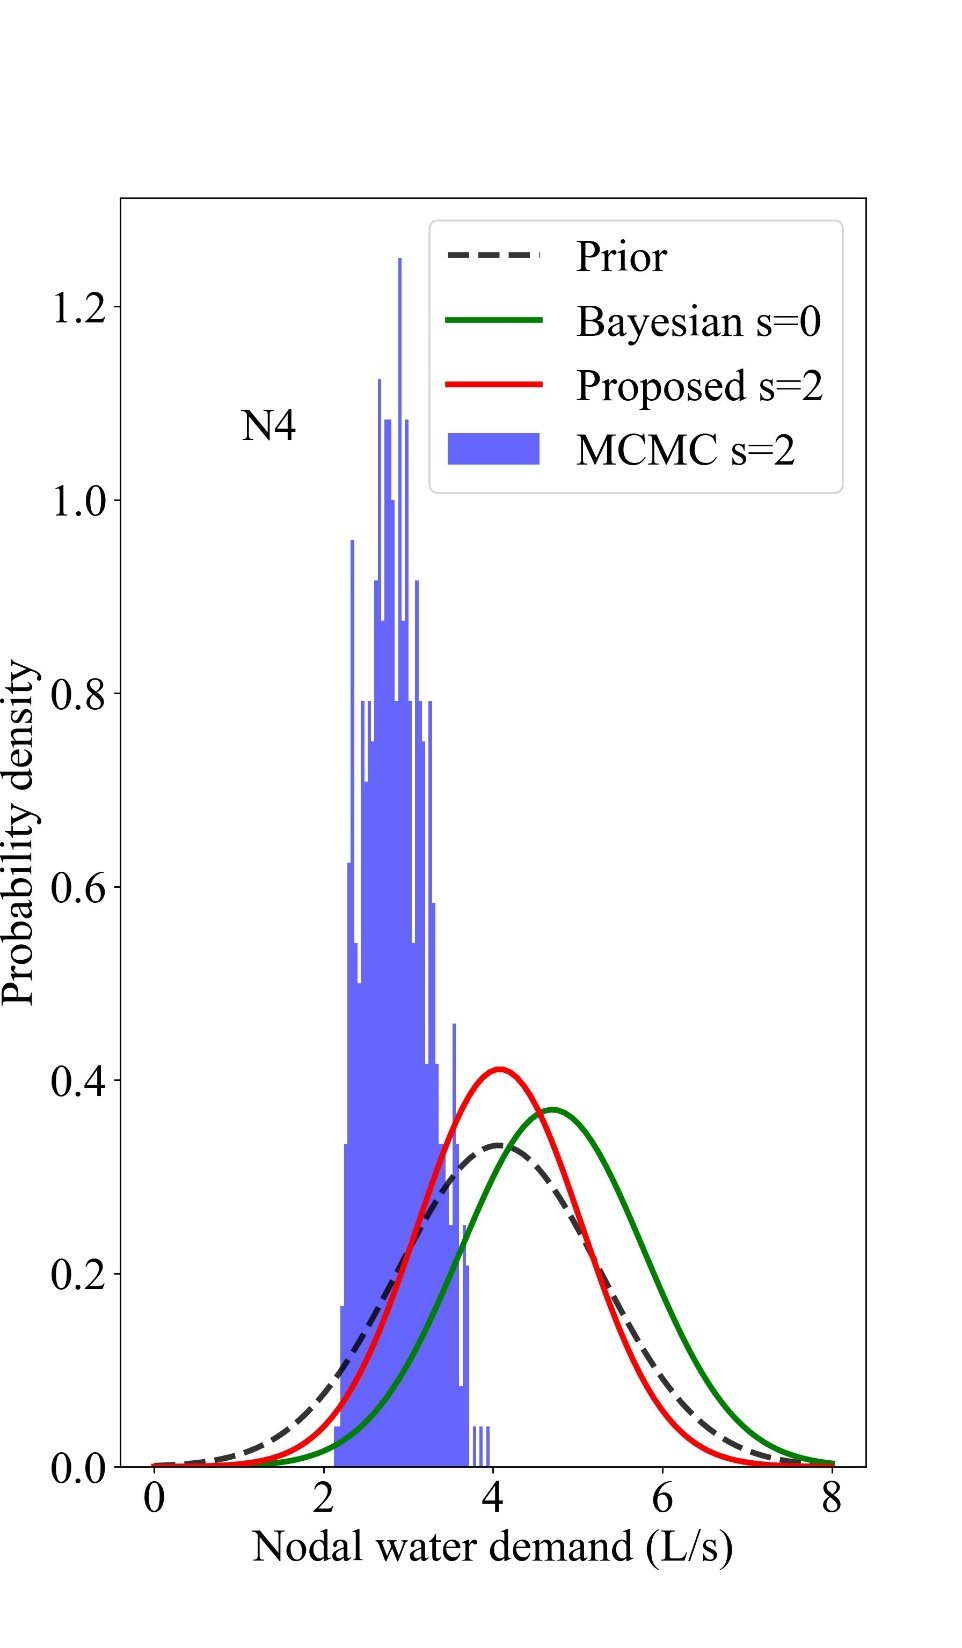 Prior
Bayesian s=0
Proposed s=2
MCMC s=2
N4
1.2
1.0
0.8
0.6
0.4
0.2
0.0
Probability density
0 2 4 6 8
Nodal water demand (L/s)